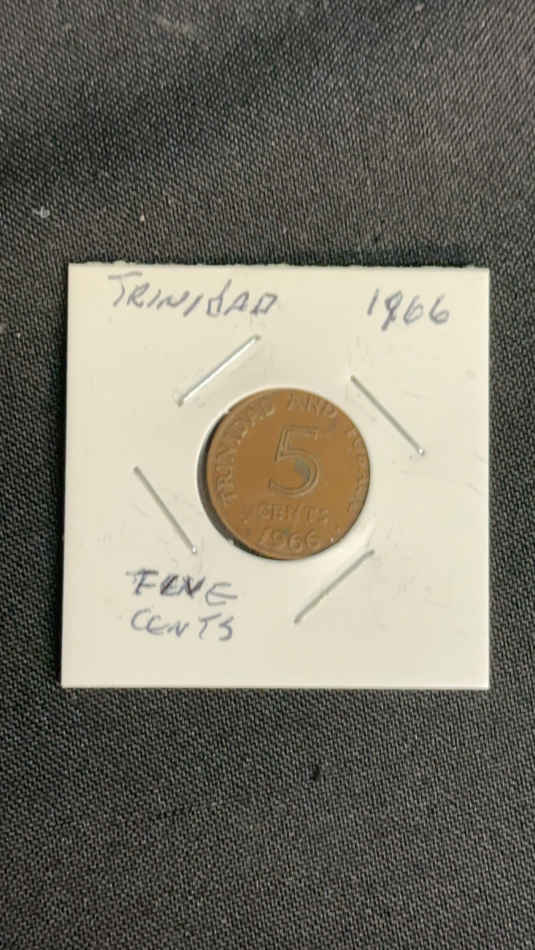 TRINIDAD 1966
TRINIDAD AND TOBAGO
5
CENTS
1966
FIVE
CENTS